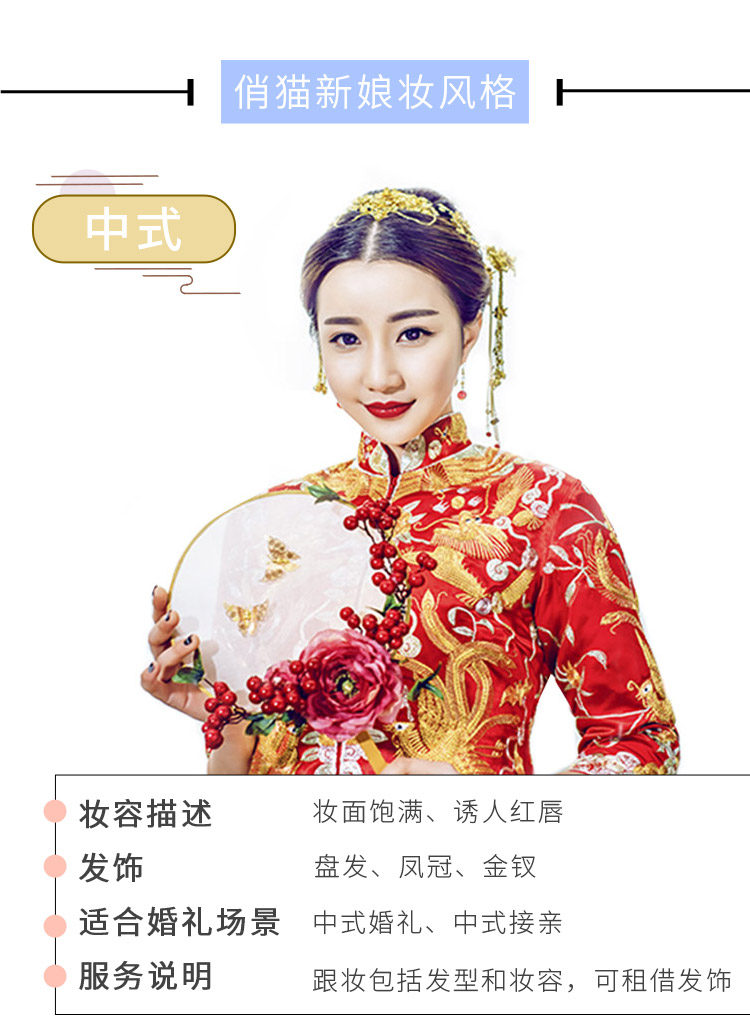 俏猫新娘妆风格
中式
妆容描述 妆面饱满、诱人红唇
发饰 盘发、凤冠、金钗
适合婚礼场景 中式婚礼、中式接亲
服务说明 跟妆包括发型和妆容，可租借发饰